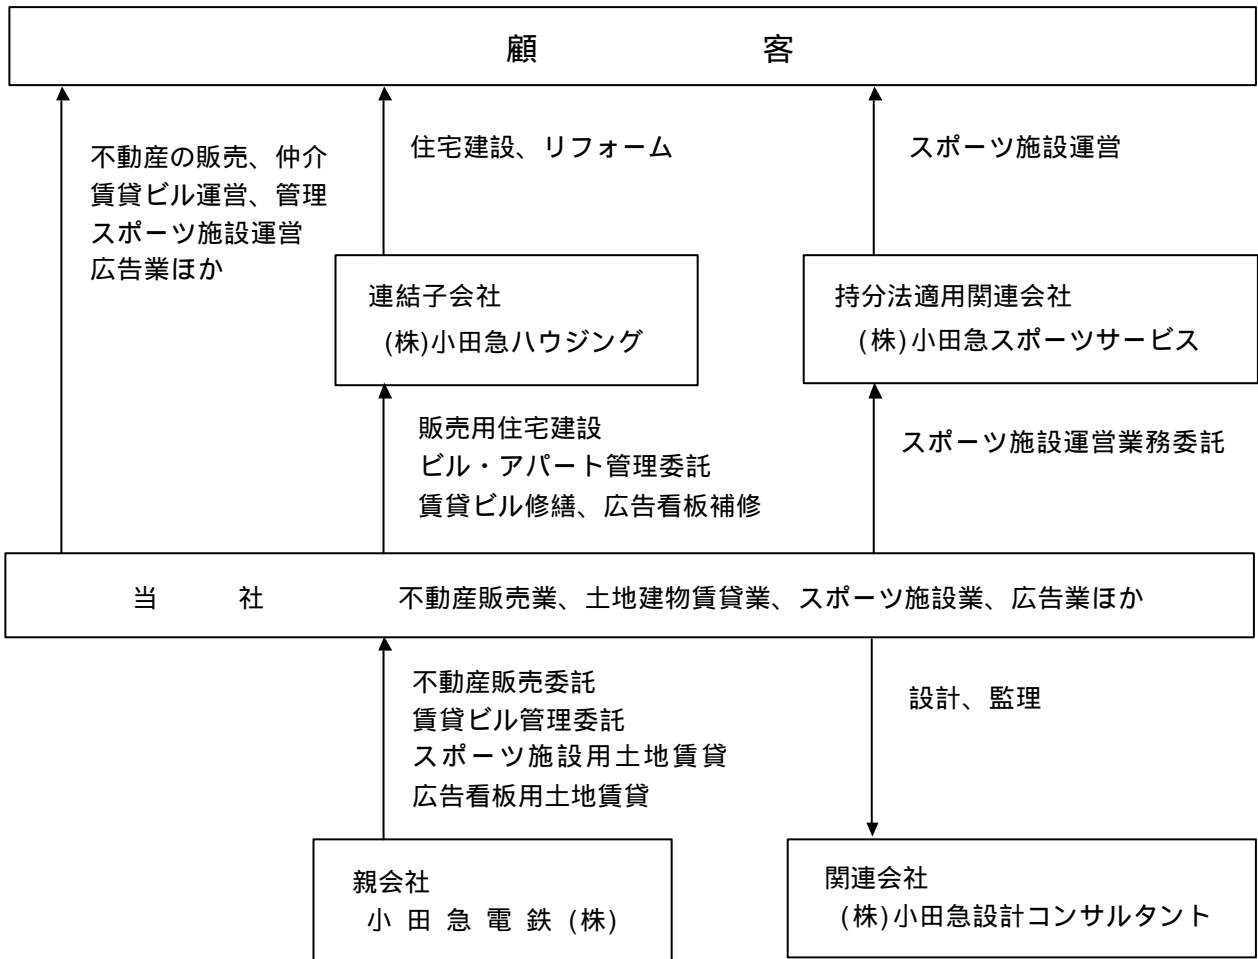 顧客
不動産の販売、仲介
賃貸ビル運営、管理
スポーツ施設運営
広告業ほか
住宅建設、リフォーム
スポーツ施設運営
連結子会社
(株)小田急ハウジング
持分法適用関連会社
(株)小田急スポーツサービス
販売用住宅建設
ビル・アパート管理委託
賃貸ビル修繕、広告看板補修
スポーツ施設運営業務委託
当社 不動産販売業、土地建物賃貸業、スポーツ施設業、広告業ほか
不動産販売委託
賃貸ビル管理委託
スポーツ施設用土地賃貸
広告看板用土地賃貸
設計、監理
親会社
小田急電鉄(株)
関連会社
(株)小田急設計コンサルタント